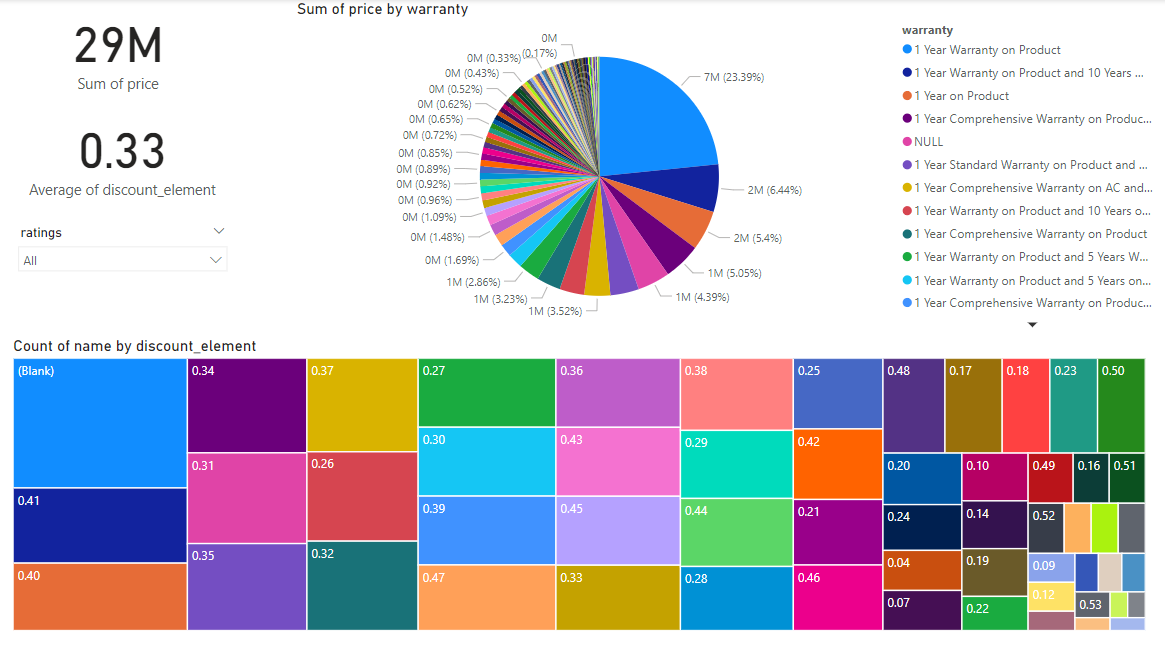 Sum of price by warranty
29M
Sum of price
0.33
Average of discount_element
ratings
All
0M
(0.17%)
0M (0.33%)
0M (0.43%)
0M (0.52%)
0M (0.62%)
0M (0.65%)
0M (0.72%)
0M (0.85%)
0M (0.89%)
0M (0.92%)
0M (0.96%)
0M (1.09%)
0M (1.48%)
0M (1.69%)
1M (2.86%)
1M (3.23%)
1M (3.52%)
7M (23.39%)
2M (6.44%)
2M (5.4%)
1M (5.05%)
1M (4.39%)
warranty
1 Year Warranty on Product
1 Year Warranty on Product and 10 Years ...
1 Year on Product
1 Year Comprehensive Warranty on Produc...
NULL
1 Year Standard Warranty on Product and ...
1 Year Comprehensive Warranty on AC and...
1 Year Warranty on Product and 10 Years o...
1 Year Comprehensive Warranty on Product
1 Year Warranty on Product and 5 Years W...
1 Year Warranty on Product and 5 Years on...
1 Year Comprehensive Warranty on Produc...
Count of name by discount_element
(Blank)
0.41
0.40
0.34
0.31
0.35
0.37
0.26
0.32
0.27
0.30
0.39
0.47
0.36
0.43
0.45
0.33
0.38
0.29
0.44
0.28
0.25
0.42
0.21
0.46
0.48
0.17
0.18
0.23
0.50
0.20
0.24
0.04
0.07
0.10
0.14
0.19
0.22
0.49
0.16
0.51
0.52
0.09
0.12
0.53